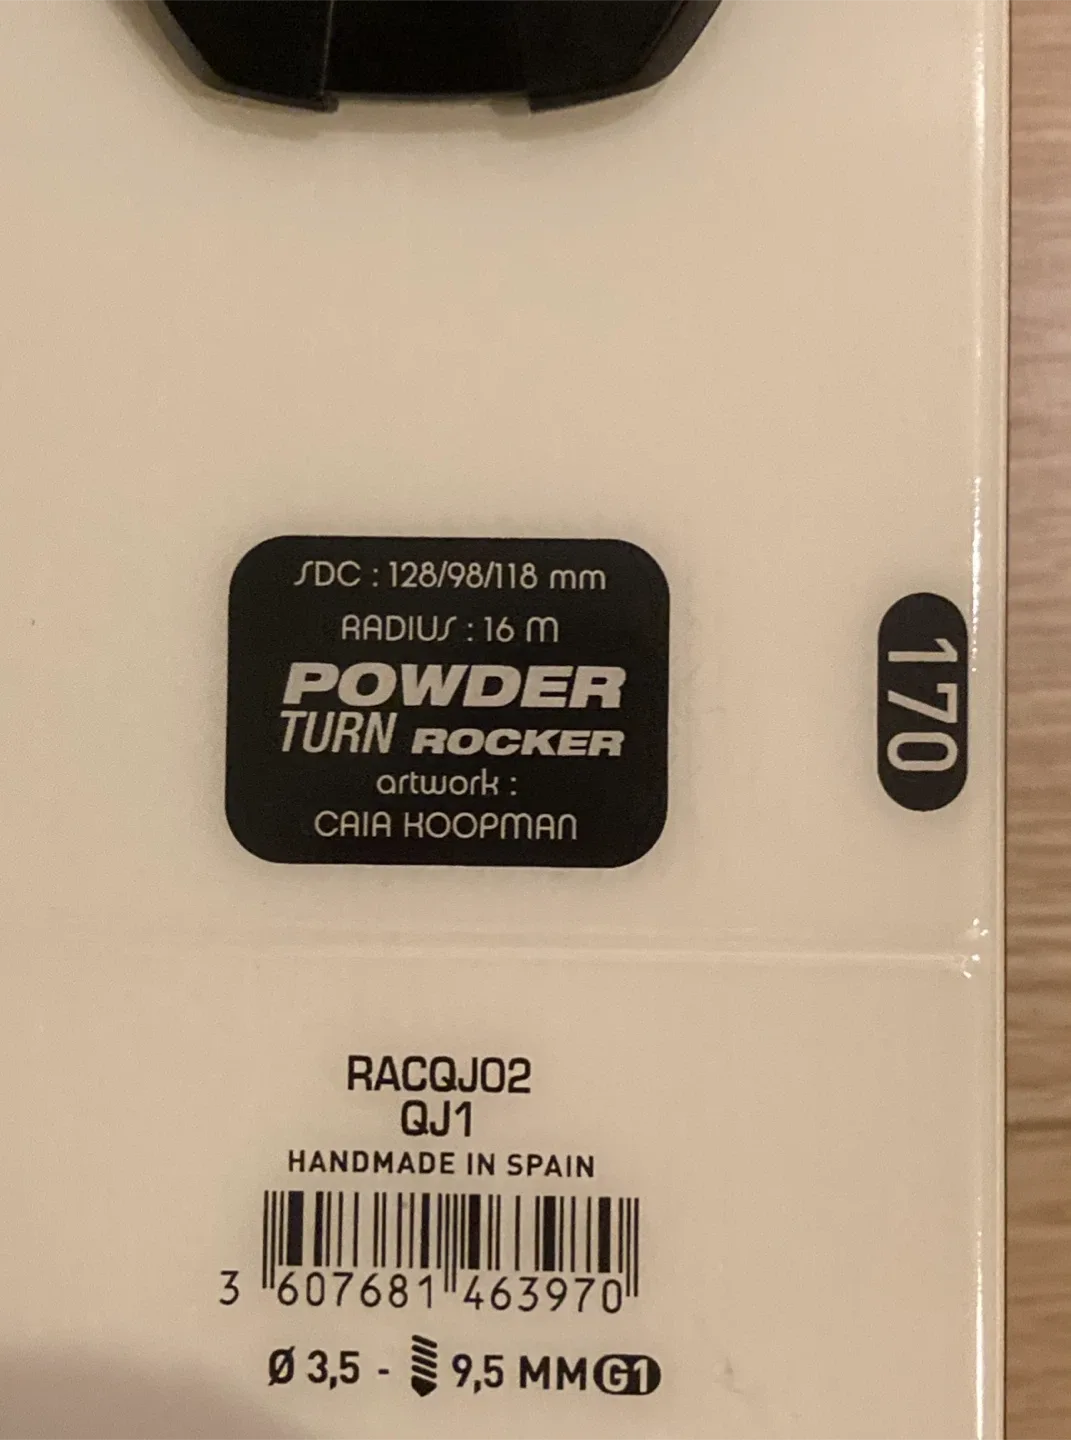 SDC : 128/98/118 mm
RADIUS : 16 M
POWDER
TURN ROCKER
artwork :
CAIA KOOPMAN
170
RACQJ02
QJ1
HANDMADE IN SPAIN
3 607681 463970
Ø 3,5 - 9,5 MM G1